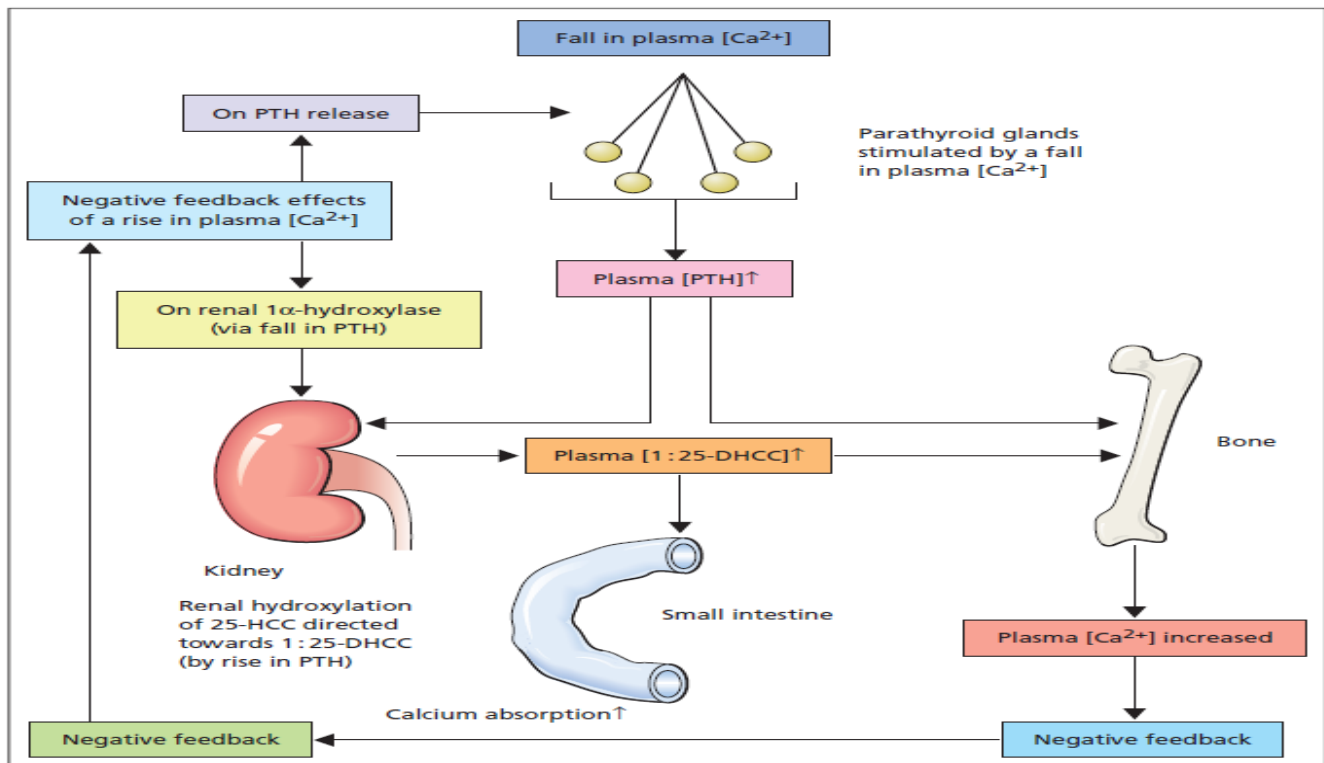 Fall in plasma [Ca²⁺]
On PTH release
Parathyroid glands
stimulated by a fall
in plasma [Ca²⁺]
Negative feedback effects
of a rise in plasma [Ca²⁺]
Plasma [PTH]↑
On renal 1α-hydroxylase
(via fall in PTH)
Plasma [1 : 25-DHCC]↑
Bone
Kidney
Renal hydroxylation
of 25-HCC directed
towards 1 : 25-DHCC
(by rise in PTH)
Small intestine
Plasma [Ca²⁺] increased
Calcium absorption↑
Negative feedback
Negative feedback